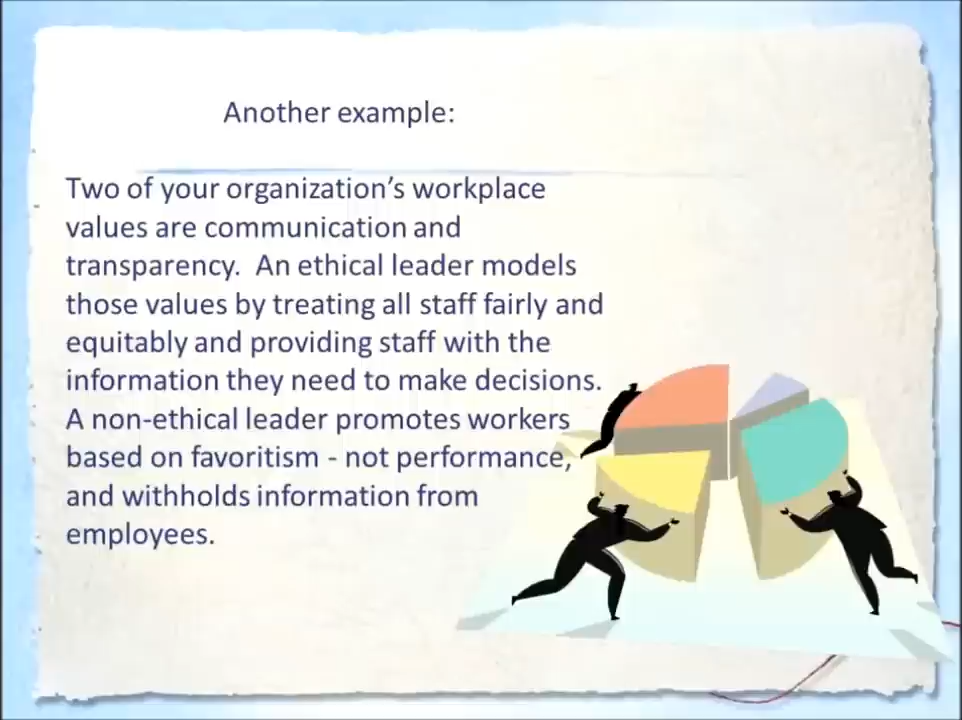 Another example:
Two of your organization’s workplace
values are communication and
transparency.  An ethical leader models
those values by treating all staff fairly and
equitably and providing staff with the
information they need to make decisions.
A non-ethical leader promotes workers
based on favoritism - not performance,
and withholds information from
employees.